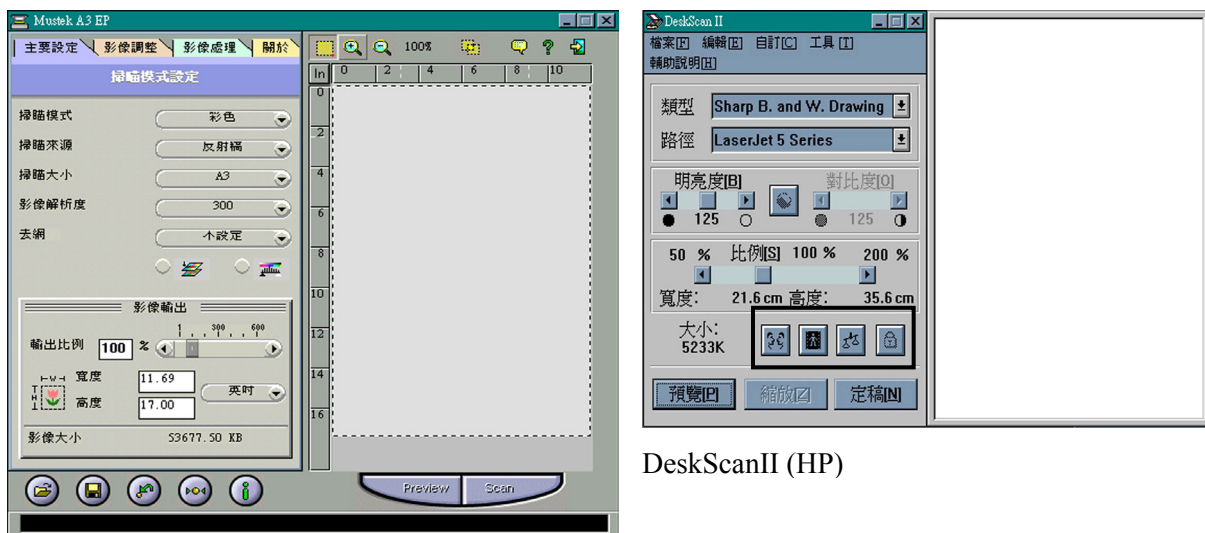 Mustek A3 EP
主要設定 影像調整 影像處理 關於
100%
掃瞄模式設定
In 0 2 4 6 8 10
0
2
4
6
8
10
12
14
16
掃瞄模式 彩色
掃瞄來源 反射稿
掃瞄大小 A3
影像解析度 300
去網 不設定
影像輸出
1 300 600
輸出比例 100 %
W 寬度 11.69
H 高度 17.00
英吋
影像大小 53677.50 KB
Preview Scan
DeskScan II
檔案[F] 編輯[E] 自訂[C] 工具[T]
輔助說明[H]
類型 Sharp B. and W. Drawing
路徑 LaserJet 5 Series
明亮度[B] 對比度[O]
125 125
50 % 比例[S] 100 % 200 %
寬度: 21.6 cm 高度: 35.6 cm
大小:
5233K
預覽[P] 縮放[Z] 定稿[N]
DeskScanII (HP)